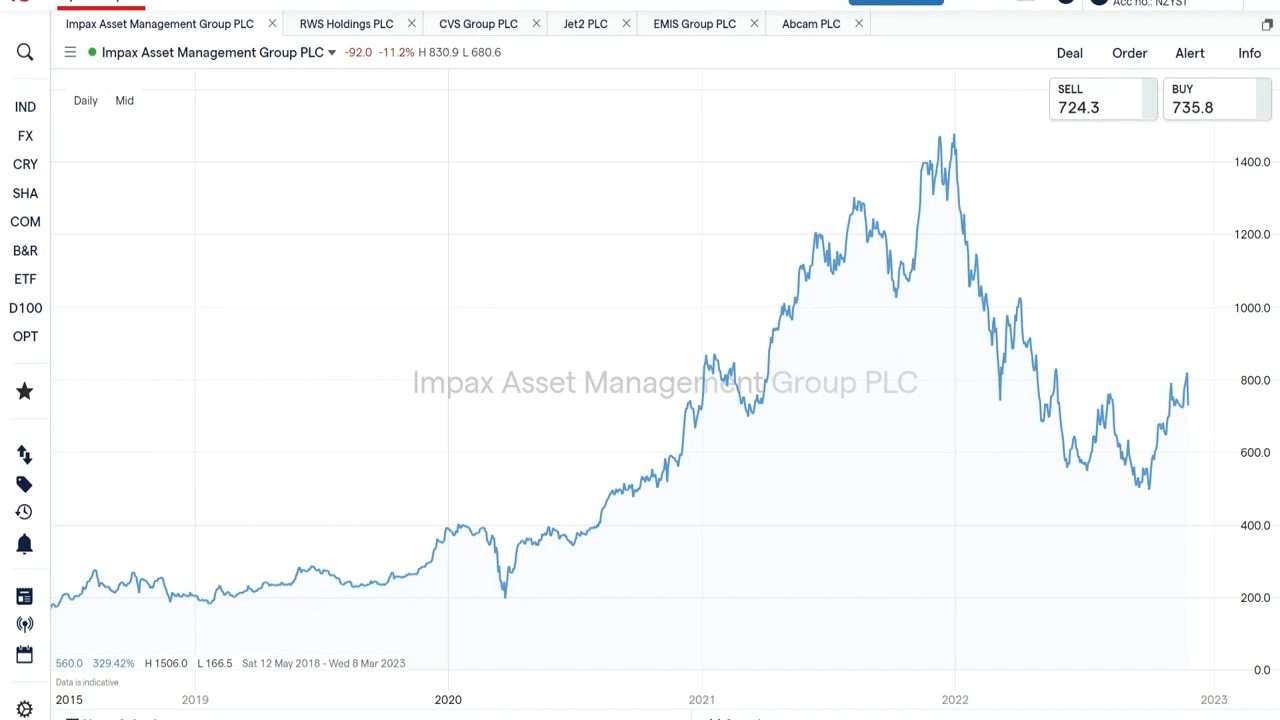 Acc no.: NZYST
Impax Asset Management Group PLC
RWS Holdings PLC
CVS Group PLC
Jet2 PLC
EMIS Group PLC
Abcam PLC
Impax Asset Management Group PLC -92.0 -11.2% H 830.9 L 680.6
Deal
Order
Alert
Info
Daily
Mid
SELL
724.3
BUY
735.8
IND
FX
CRY
SHA
COM
B&R
ETF
D100
OPT
1400.0
1200.0
1000.0
800.0
600.0
400.0
200.0
0.0
Impax Asset Management Group PLC
560.0 329.42% H 1506.0 L 166.5 Sat 12 May 2018 - Wed 8 Mar 2023
Data is indicative
2015
2019
2020
2021
2022
2023